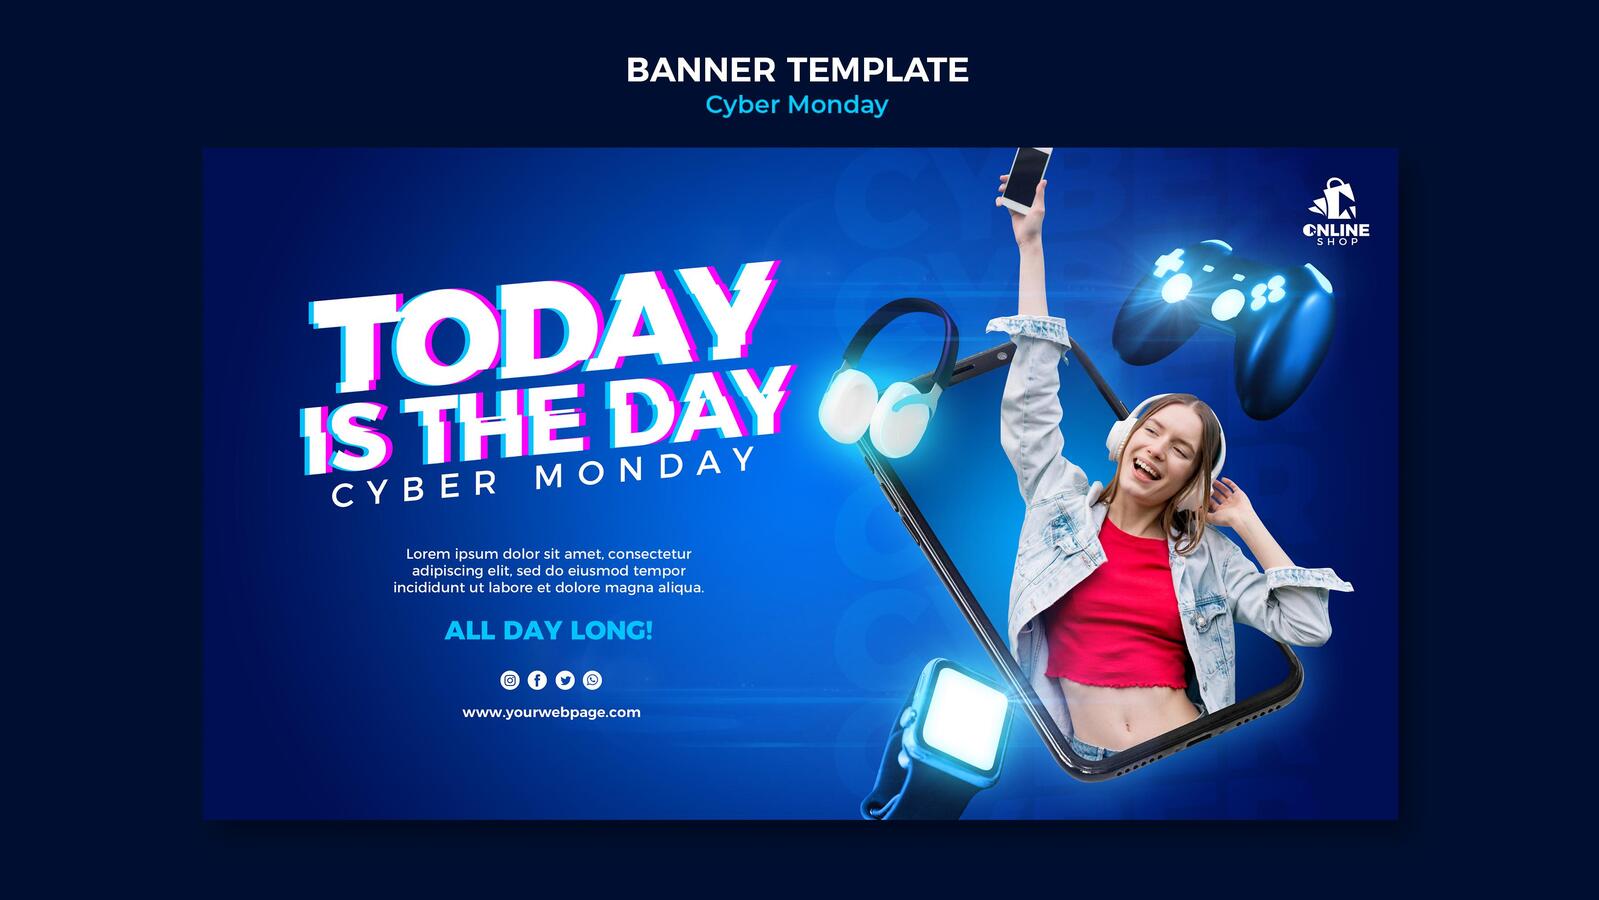 BANNER TEMPLATE
Cyber Monday
CYBER
ONLINE
SHOP
TODAY
IS THE DAY
CYBER MONDAY
Lorem ipsum dolor sit amet, consectetur
adipiscing elit, sed do eiusmod tempor
incididunt ut labore et dolore magna aliqua.
ALL DAY LONG!
www.yourwebpage.com